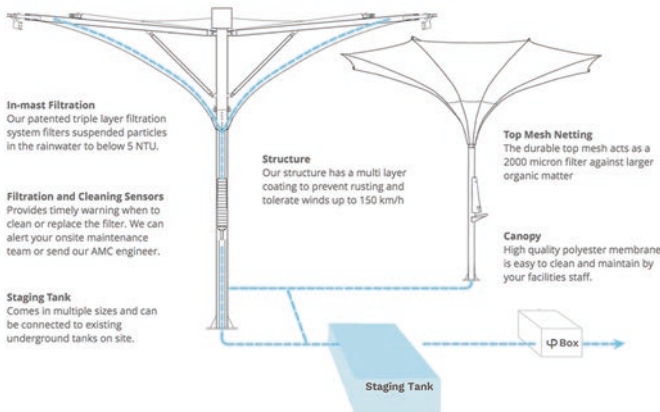 In-mast Filtration
Our patented triple layer filtration
system filters suspended particles
in the rainwater to below 5 NTU.
Filtration and Cleaning Sensors
Provides timely warning when to
clean or replace the filter. We can
alert your onsite maintenance
team or send our AMC engineer.
Staging Tank
Comes in multiple sizes and can
be connected to existing
underground tanks on site.
Structure
Our structure has a multi layer
coating to prevent rusting and
tolerate winds up to 150 km/h
Top Mesh Netting
The durable top mesh acts as a
2000 micron filter against larger
organic matter
Canopy
High quality polyester membrane
is easy to clean and maintain by
your facilities staff.
φ Box
Staging Tank